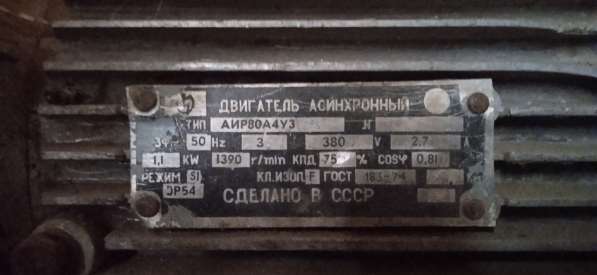 ДВИГАТЕЛЬ АСИНХРОННЫЙ
ТИП АИР80А4У3 №
3~ 50 Hz 3 380 V 2.7
1,1 KW 1390 r/min КПД 75 % COSφ 0,81
РЕЖИМ S1 КЛ.ИЗОЛ F ГОСТ 183-74
JP54 СДЕЛАНО В СССР